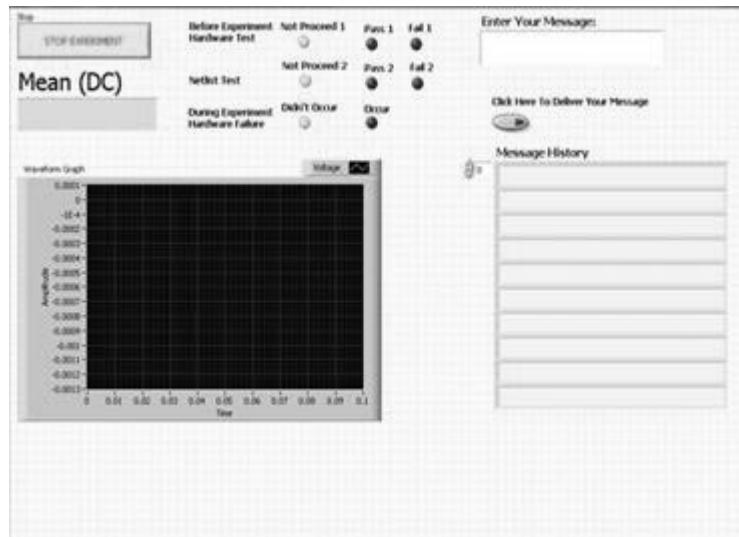 Stop
STOP EXPERIMENT
Mean (DC)
Before Experiment
Hardware Test
Not Proceed 1
Pass 1
Fail 1
Netlist Test
Not Proceed 2
Pass 2
Fail 2
During Experiment
Hardware Failure
Didn't Occur
Occur
Enter Your Message:
Click Here To Deliver Your Message
Message History
0
Waveform Graph
Voltage
Amplitude
0.0001
0
-1E-4
-0.0002
-0.0003
-0.0004
-0.0005
-0.0006
-0.0007
-0.0008
-0.0009
-0.001
-0.0011
-0.0012
-0.0013
0 0.01 0.02 0.03 0.04 0.05 0.06 0.07 0.08 0.09 0.1
Time